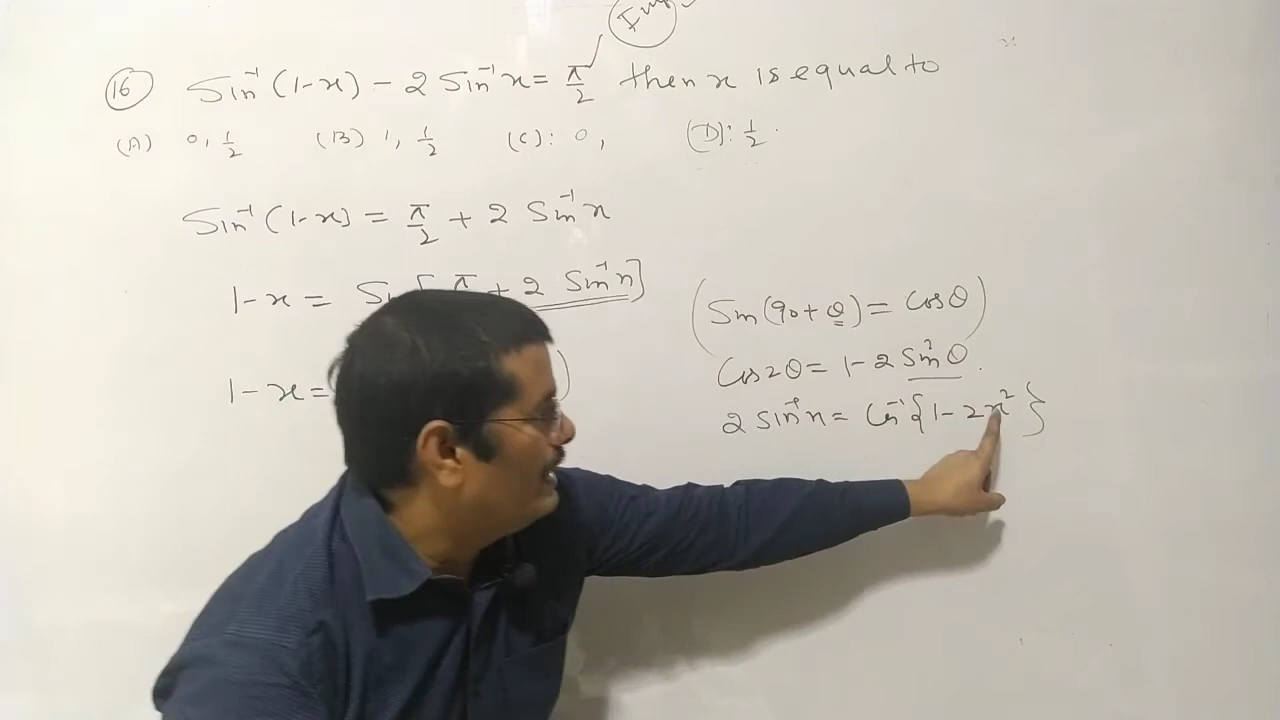 Imp
(16) Sin⁻¹(1-x) - 2 Sin⁻¹x = π/2 then x is equal to
(A) 0, 1/2 (B) 1, 1/2 (C): 0, (D): 1/2.
Sin⁻¹(1-x) = π/2 + 2 Sin⁻¹x
1-x = Sin[π/2 + 2 Sin⁻¹x]
(Sin(90+θ) = Cosθ)
1-x =
Cos2θ = 1-2 Sin²θ.
2 Sin⁻¹x = Cos⁻¹{1-2x²}